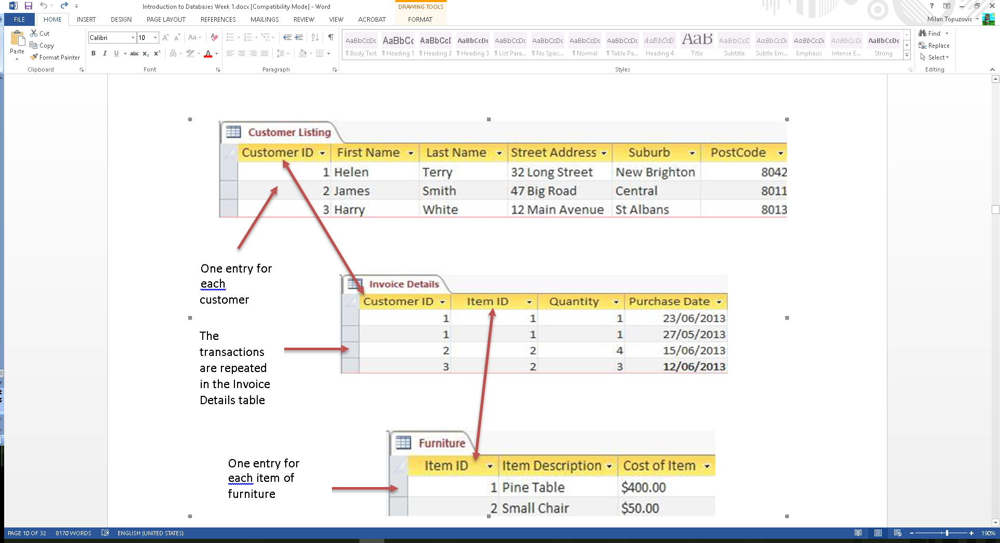 Introduction to Databases Week 1.docx [Compatibility Mode] - Word
DRAWING TOOLS
FILE HOME INSERT DESIGN PAGE LAYOUT REFERENCES MAILINGS REVIEW VIEW ACROBAT FORMAT
Milan Topuzovic
Paste
Cut
Copy
Format Painter
Clipboard
Calibri 10
Font
Paragraph
AaBbCcDc AaBbCc AaBbCcI AaBbCcDc AaBbCcDc AaBbCcDc AaBbCcDc AaBbCcDc AaBbCcD AaB AaBbCcD AaBbCcDc AaBbCcDc AaBbCcDc AaBbCcDc
¶ Body Text ¶ Heading 1 ¶ Heading 2 ¶ Heading 3 ¶ List Para... ¶ No Spac... ¶ Normal ¶ Table Pa... Heading 4 Title Subtitle Subtle Em... Emphasis Intense E... Strong
Styles
Find
Replace
Select
Editing
Customer Listing
Customer ID First Name Last Name Street Address Suburb PostCode
1 Helen Terry 32 Long Street New Brighton 8042
2 James Smith 47 Big Road Central 8011
3 Harry White 12 Main Avenue St Albans 8013
One entry for
each
customer
Invoice Details
Customer ID Item ID Quantity Purchase Date
1 1 1 23/06/2013
1 1 1 27/05/2013
2 2 4 15/06/2013
3 2 3 12/06/2013
The
transactions
are repeated
in the Invoice
Details table
Furniture
Item ID Item Description Cost of Item
1 Pine Table $400.00
2 Small Chair $50.00
One entry for
each item of
furniture
PAGE 10 OF 32 8170 WORDS ENGLISH (UNITED STATES) 190%